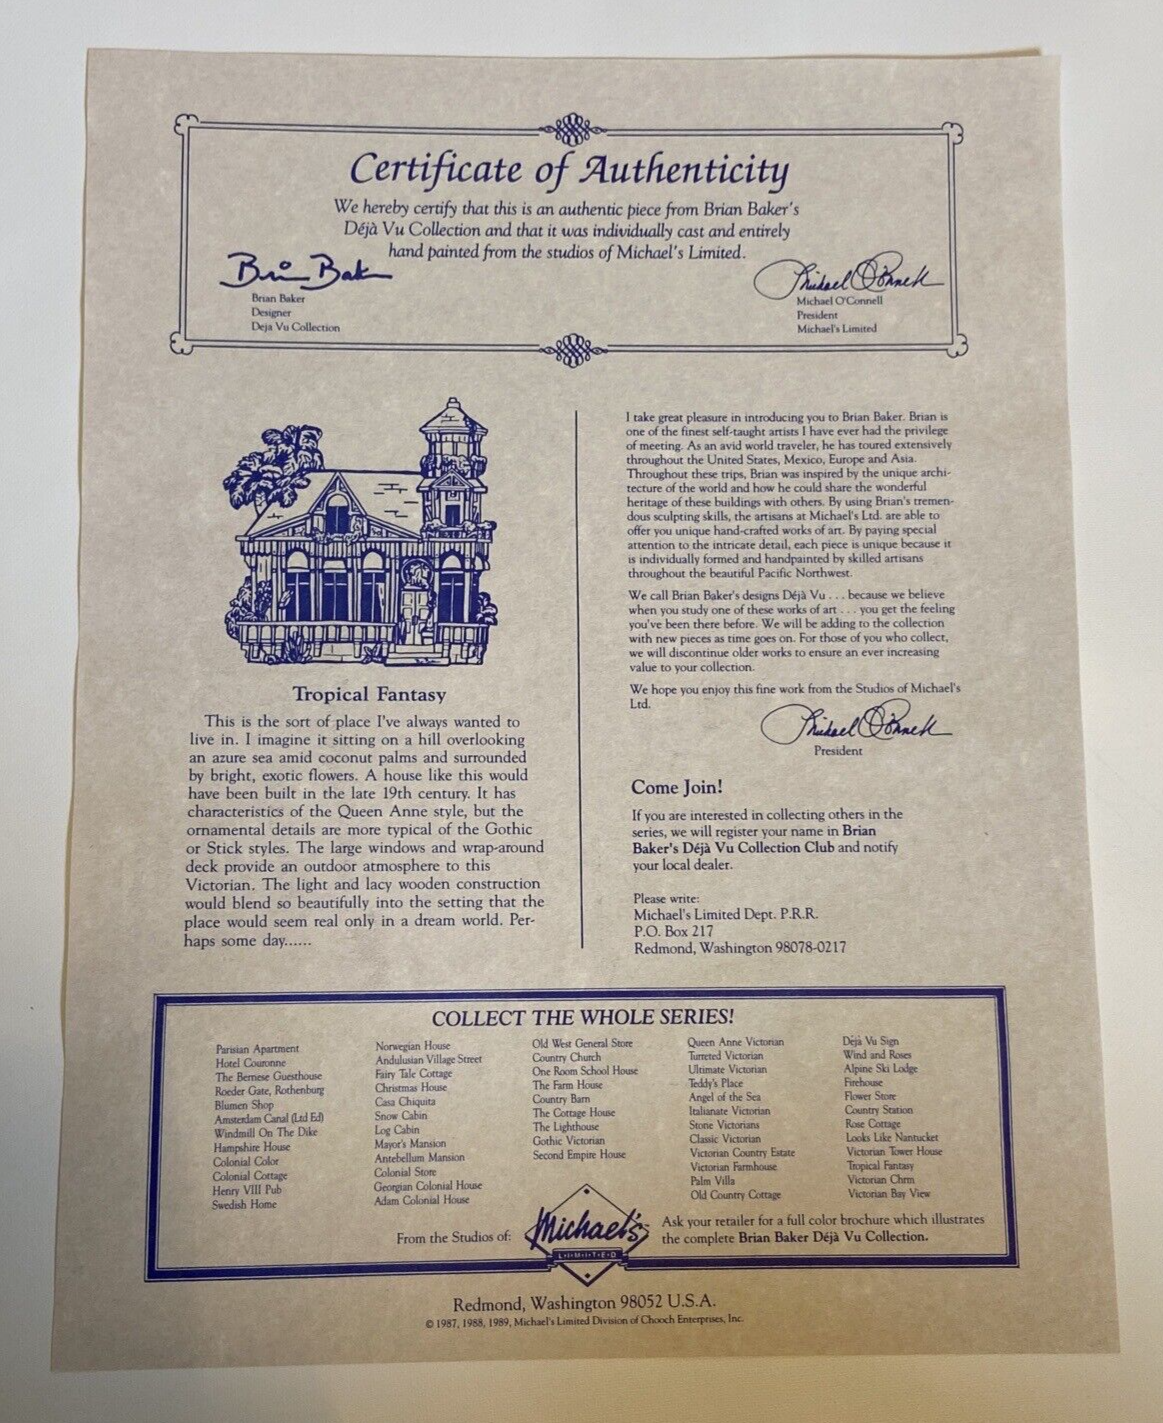 Certificate of Authenticity
We hereby certify that this is an authentic piece from Brian Baker's
Déjà Vu Collection and that it was individually cast and entirely
hand painted from the studios of Michael's Limited.
Brian Baker
Brian Baker
Designer
Deja Vu Collection
Michael O'Connell
Michael O'Connell
President
Michael's Limited
Tropical Fantasy
This is the sort of place I've always wanted to
live in. I imagine it sitting on a hill overlooking
an azure sea amid coconut palms and surrounded
by bright, exotic flowers. A house like this would
have been built in the late 19th century. It has
characteristics of the Queen Anne style, but the
ornamental details are more typical of the Gothic
or Stick styles. The large windows and wrap-around
deck provide an outdoor atmosphere to this
Victorian. The light and lacy wooden construction
would blend so beautifully into the setting that the
place would seem real only in a dream world. Per-
haps some day......
I take great pleasure in introducing you to Brian Baker. Brian is
one of the finest self-taught artists I have ever had the privilege
of meeting. As an avid world traveler, he has toured extensively
throughout the United States, Mexico, Europe and Asia.
Throughout these trips, Brian was inspired by the unique archi-
tecture of the world and how he could share the wonderful
heritage of these buildings with others. By using Brian's tremen-
dous sculpting skills, the artisans at Michael's Ltd. are able to
offer you unique hand-crafted works of art. By paying special
attention to the intricate detail, each piece is unique because it
is individually formed and handpainted by skilled artisans
throughout the beautiful Pacific Northwest.
We call Brian Baker's designs Déjà Vu . . . because we believe
when you study one of these works of art . . . you get the feeling
you've been there before. We will be adding to the collection
with new pieces as time goes on. For those of you who collect,
we will discontinue older works to ensure an ever increasing
value to your collection.
We hope you enjoy this fine work from the Studios of Michael's
Ltd.
Michael O'Connell
President
Come Join!
If you are interested in collecting others in the
series, we will register your name in Brian
Baker's Déjà Vu Collection Club and notify
your local dealer.
Please write:
Michael's Limited Dept. P.R.R.
P.O. Box 217
Redmond, Washington 98078-0217
COLLECT THE WHOLE SERIES!
Parisian Apartment
Hotel Couronne
The Bernese Guesthouse
Roeder Gate, Rothenburg
Blumen Shop
Amsterdam Canal (Ltd Ed)
Windmill On The Dike
Hampshire House
Colonial Color
Colonial Cottage
Henry VIII Pub
Swedish Home
Norwegian House
Andulusian Village Street
Fairy Tale Cottage
Christmas House
Casa Chiquita
Snow Cabin
Log Cabin
Mayor's Mansion
Antebellum Mansion
Colonial Store
Georgian Colonial House
Adam Colonial House
Old West General Store
Country Church
One Room School House
The Farm House
Country Barn
The Cottage House
The Lighthouse
Gothic Victorian
Second Empire House
Queen Anne Victorian
Turreted Victorian
Ultimate Victorian
Teddy's Place
Angel of the Sea
Italianate Victorian
Stone Victorians
Classic Victorian
Victorian Country Estate
Victorian Farmhouse
Palm Villa
Old Country Cottage
Déjà Vu Sign
Wind and Roses
Alpine Ski Lodge
Firehouse
Flower Store
Country Station
Rose Cottage
Looks Like Nantucket
Victorian Tower House
Tropical Fantasy
Victorian Chrm
Victorian Bay View
From the Studios of:
Michael's
LIMITED
Ask your retailer for a full color brochure which illustrates
the complete Brian Baker Déjà Vu Collection.
Redmond, Washington 98052 U.S.A.
© 1987, 1988, 1989, Michael's Limited Division of Chooch Enterprises, Inc.